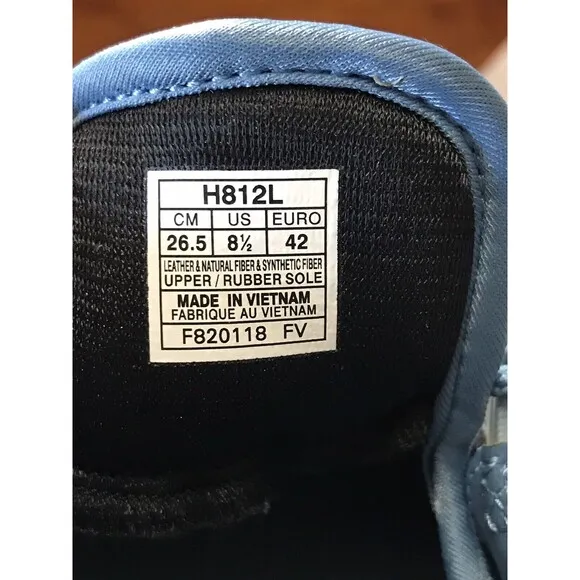 H812L
CM US EURO
26.5 8½ 42
LEATHER & NATURAL FIBER & SYNTHETIC FIBER
UPPER / RUBBER SOLE
MADE IN VIETNAM
FABRIQUE AU VIETNAM
F820118 FV